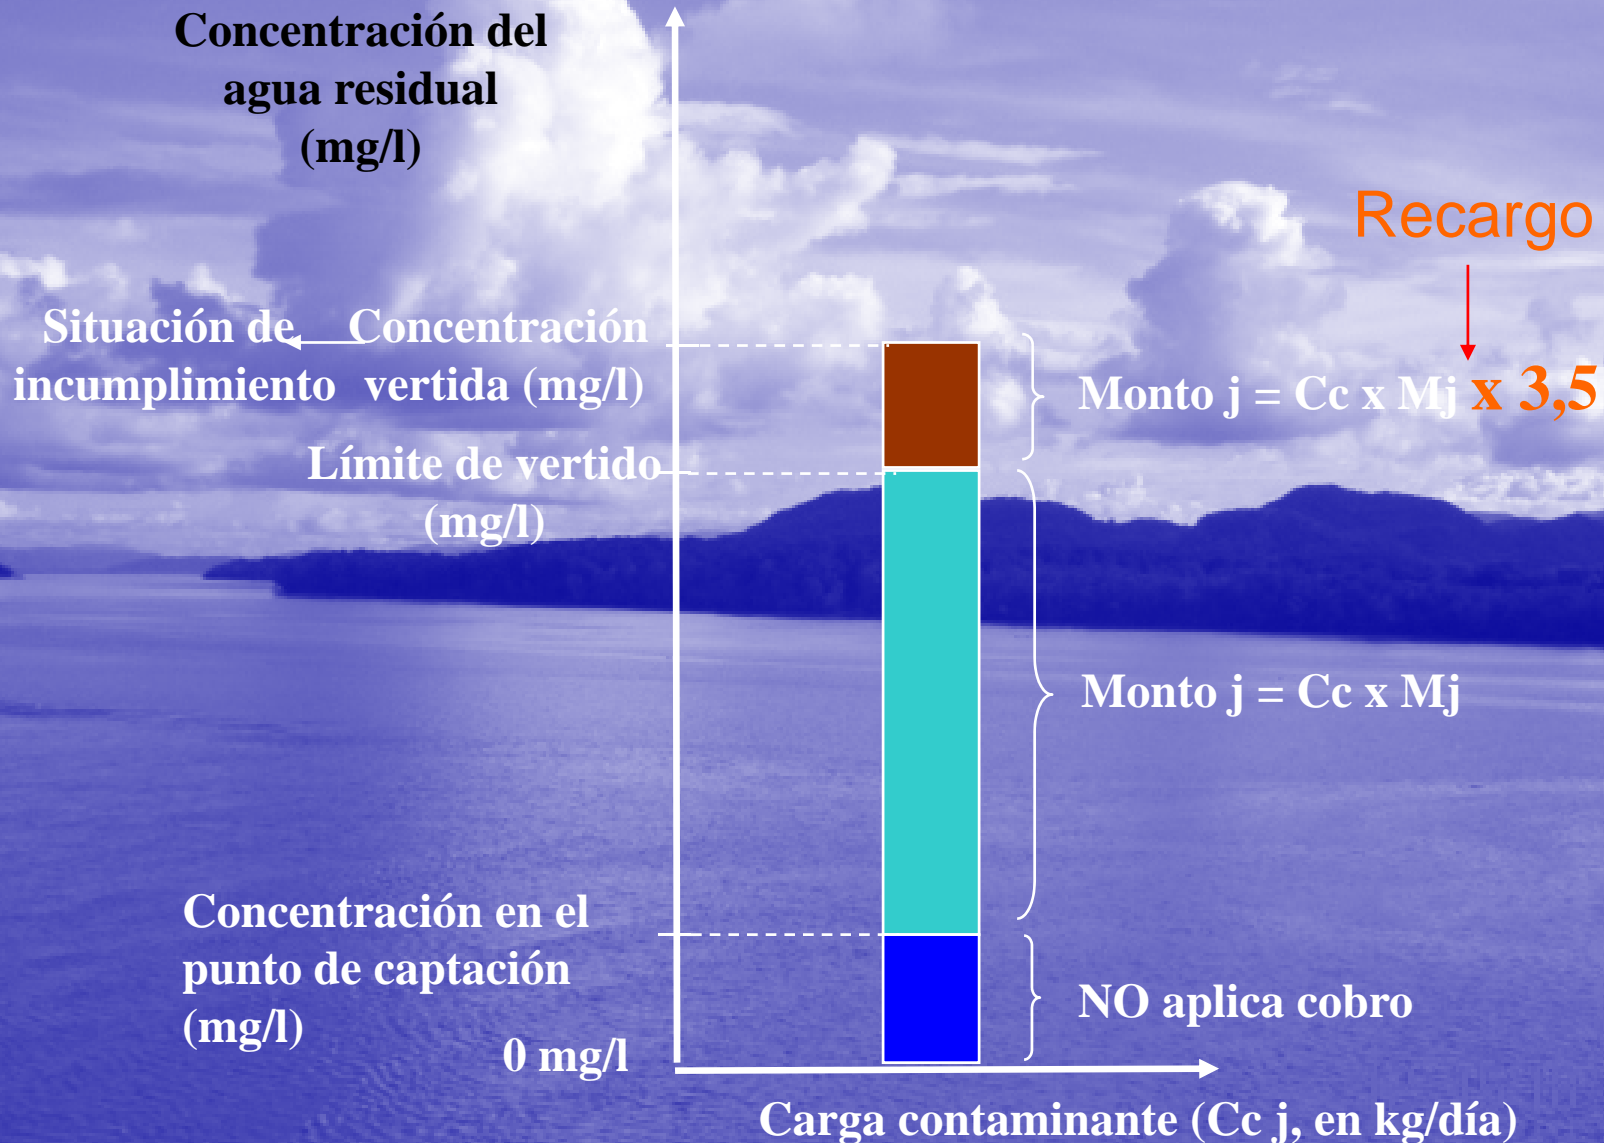 Concentración del
agua residual
(mg/l)
Recargo
Situación de
incumplimiento
Concentración
vertida (mg/l)
Monto j = Cc x Mj x 3,5
Límite de vertido
(mg/l)
Monto j = Cc x Mj
Concentración en el
punto de captación
(mg/l)
NO aplica cobro
0 mg/l
Carga contaminante (Cc j, en kg/día)